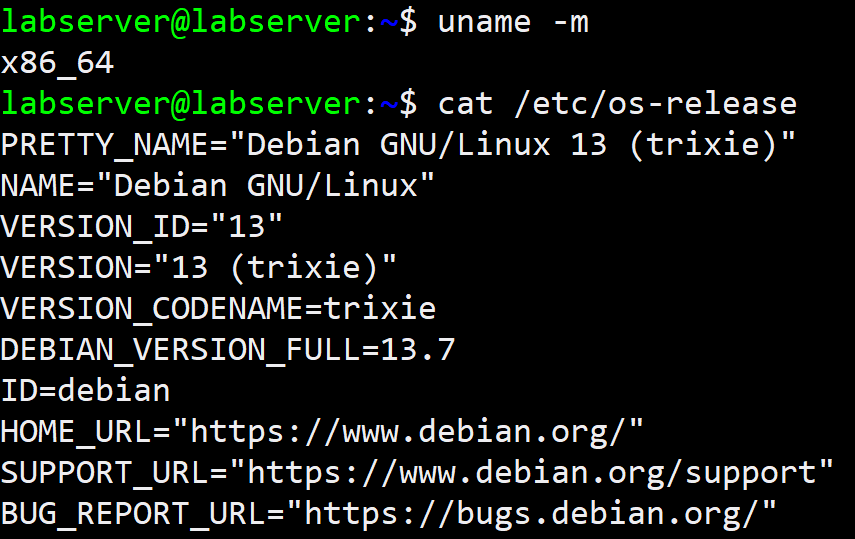 labserver@labserver:~$ uname -m
x86_64
labserver@labserver:~$ cat /etc/os-release
PRETTY_NAME="Debian GNU/Linux 13 (trixie)"
NAME="Debian GNU/Linux"
VERSION_ID="13"
VERSION="13 (trixie)"
VERSION_CODENAME=trixie
DEBIAN_VERSION_FULL=13.7
ID=debian
HOME_URL="https://www.debian.org/"
SUPPORT_URL="https://www.debian.org/support"
BUG_REPORT_URL="https://bugs.debian.org/"